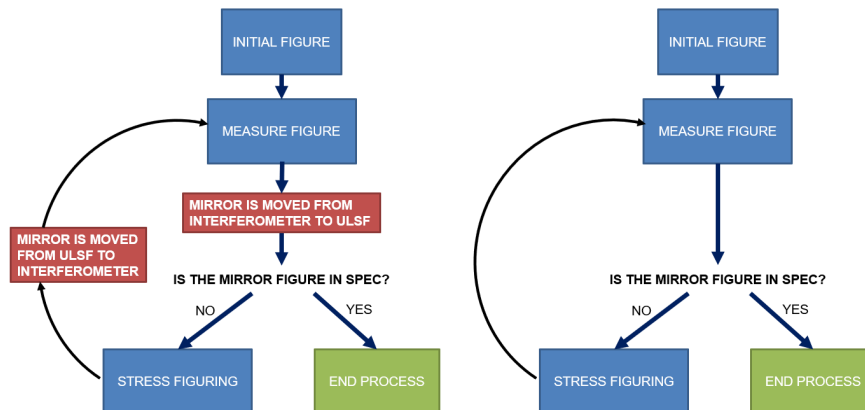 INITIAL FIGURE
MEASURE FIGURE
MIRROR IS MOVED FROM
INTERFEROMETER TO ULSF
MIRROR IS MOVED
FROM ULSF TO
INTERFEROMETER
IS THE MIRROR FIGURE IN SPEC?
NO
YES
STRESS FIGURING
END PROCESS
INITIAL FIGURE
MEASURE FIGURE
IS THE MIRROR FIGURE IN SPEC?
NO
YES
STRESS FIGURING
END PROCESS